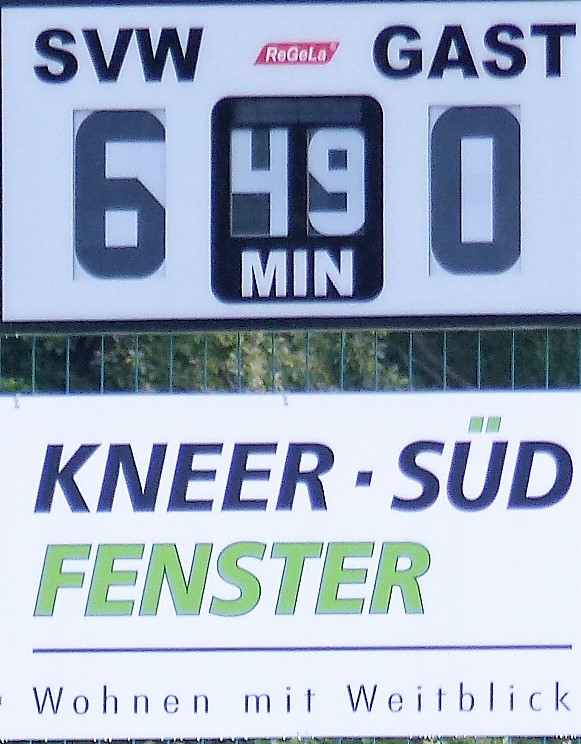 SVW ReGeLa GAST
6 49 0
MIN
KNEER · SÜD
FENSTER
Wohnen mit Weitblick